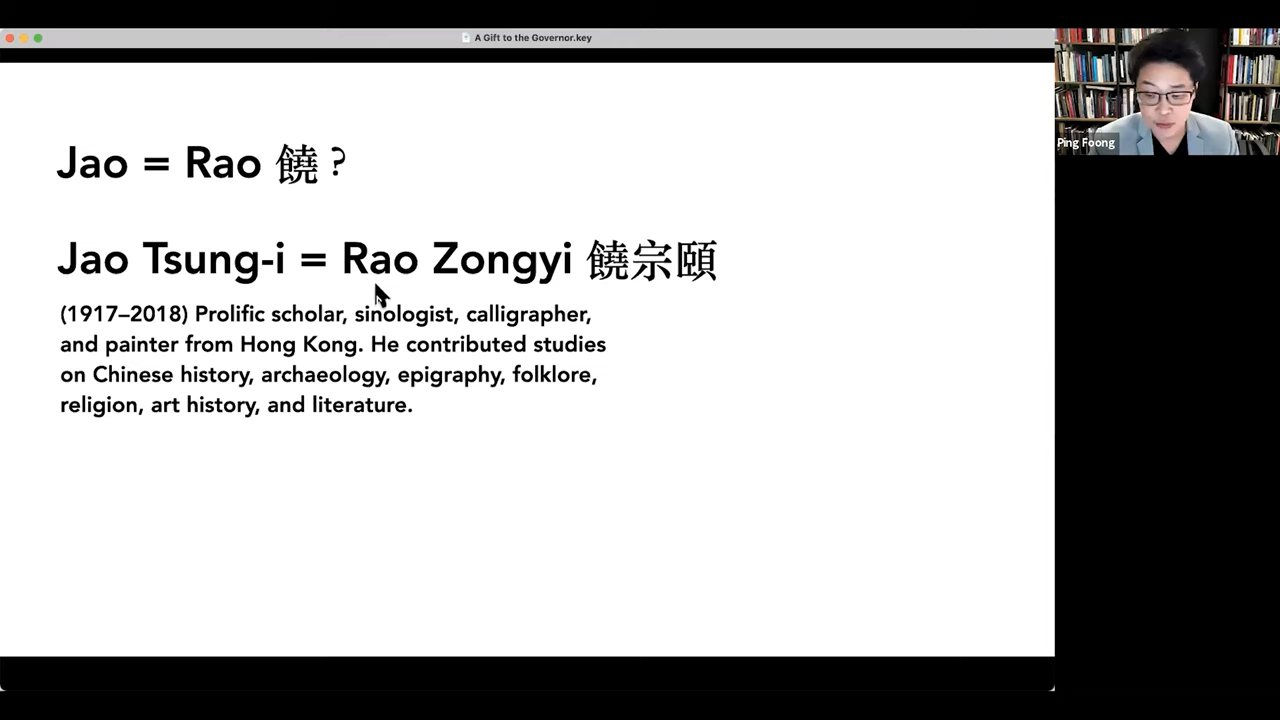 A Gift to the Governor.key
Jao = Rao 饒 ?
Jao Tsung-i = Rao Zongyi 饒宗頤
(1917–2018) Prolific scholar, sinologist, calligrapher,
and painter from Hong Kong. He contributed studies
on Chinese history, archaeology, epigraphy, folklore,
religion, art history, and literature.
Ping Foong